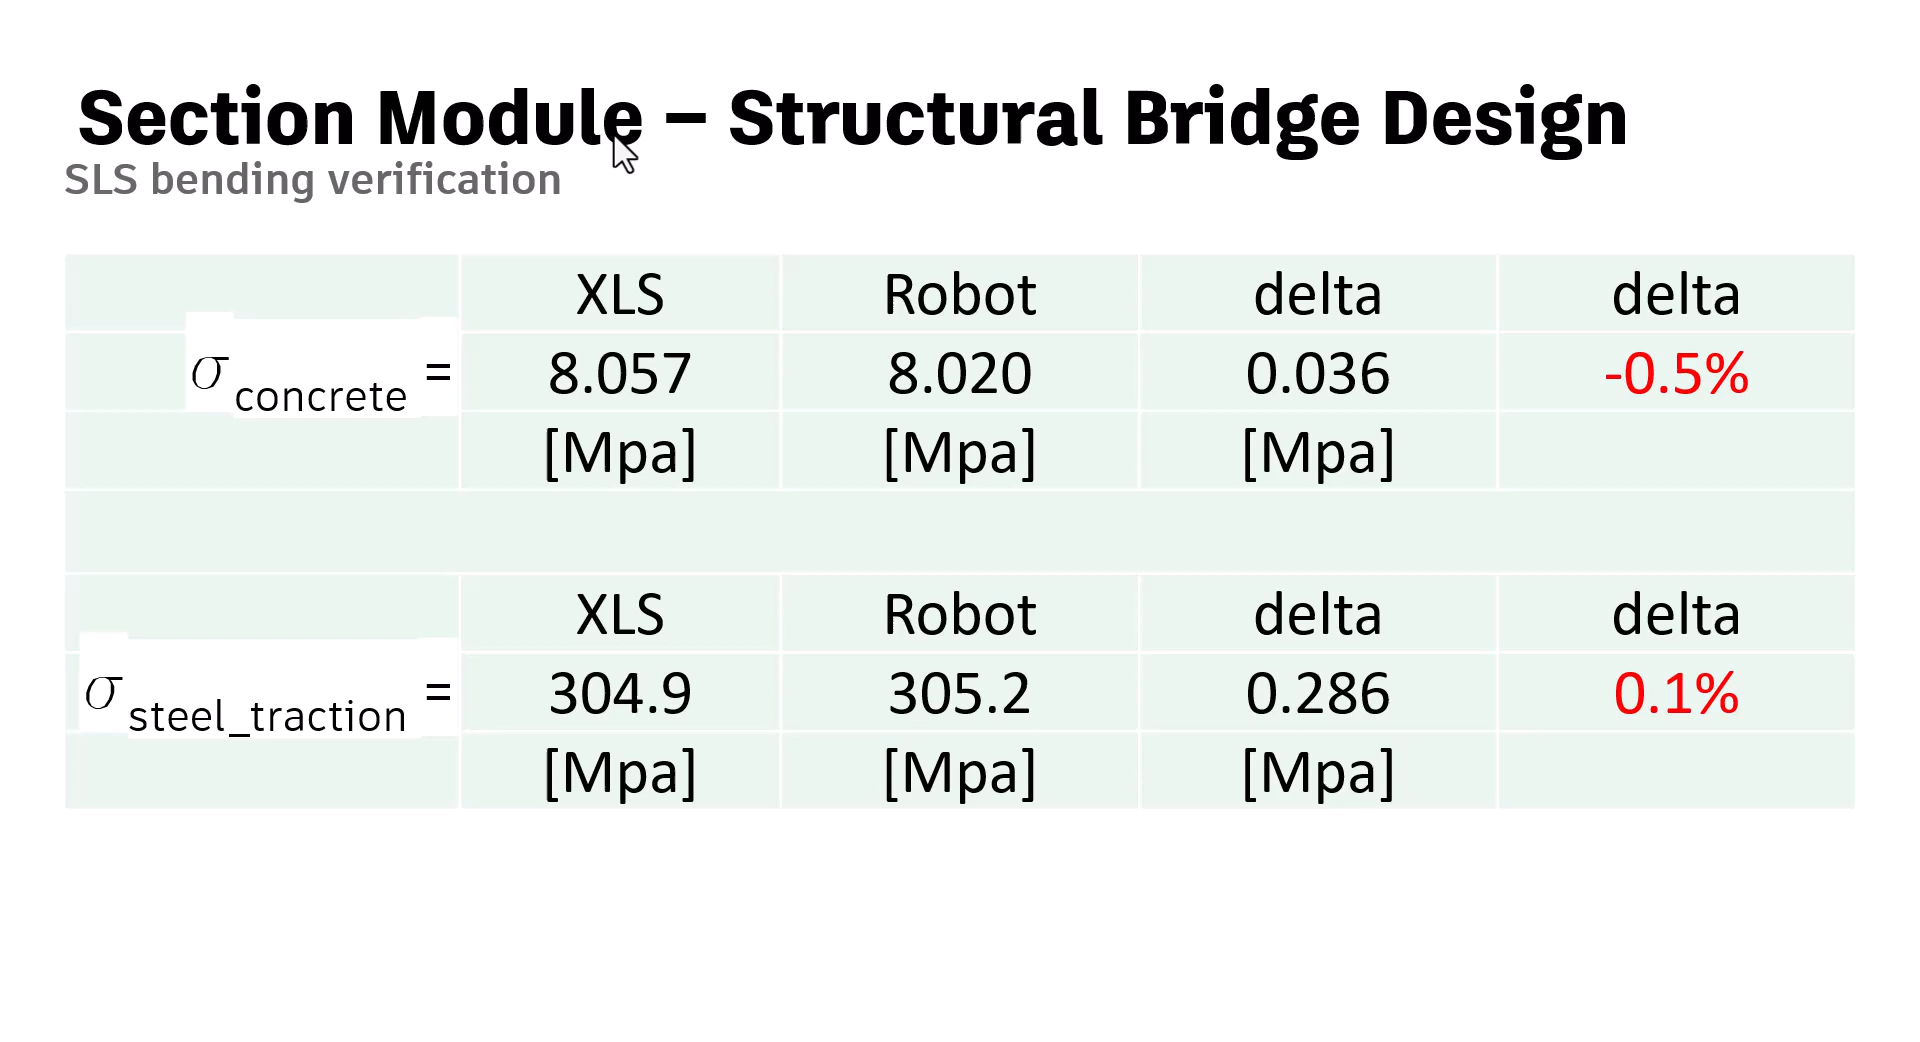 Section Module – Structural Bridge Design
SLS bending verification
XLS Robot delta delta
σ concrete = 8.057 8.020 0.036 -0.5%
[Mpa] [Mpa] [Mpa]
XLS Robot delta delta
σ steel_traction = 304.9 305.2 0.286 0.1%
[Mpa] [Mpa] [Mpa]